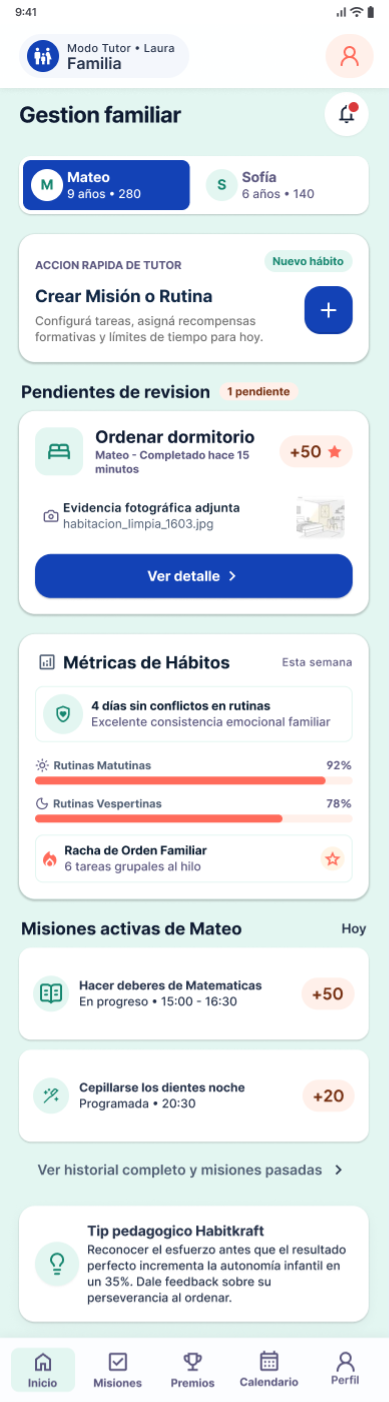 9:41
Modo Tutor • Laura
Familia
Gestion familiar
M
Mateo
9 años • 280
S
Sofía
6 años • 140
ACCION RAPIDA DE TUTOR
Nuevo hábito
Crear Misión o Rutina
Configurá tareas, asigná recompensas
formativas y límites de tiempo para hoy.
Pendientes de revision
1 pendiente
Ordenar dormitorio
Mateo - Completado hace 15
minutos
+50
Evidencia fotográfica adjunta
habitacion_limpia_1603.jpg
Ver detalle
Métricas de Hábitos
Esta semana
4 días sin conflictos en rutinas
Excelente consistencia emocional familiar
Rutinas Matutinas
92%
Rutinas Vespertinas
78%
Racha de Orden Familiar
6 tareas grupales al hilo
Misiones activas de Mateo
Hoy
Hacer deberes de Matematicas
En progreso • 15:00 - 16:30
+50
Cepillarse los dientes noche
Programada • 20:30
+20
Ver historial completo y misiones pasadas
Tip pedagogico Habitkraft
Reconocer el esfuerzo antes que el resultado
perfecto incrementa la autonomía infantil en
un 35%. Dale feedback sobre su
perseverancia al ordenar.
Inicio
Misiones
Premios
Calendario
Perfil